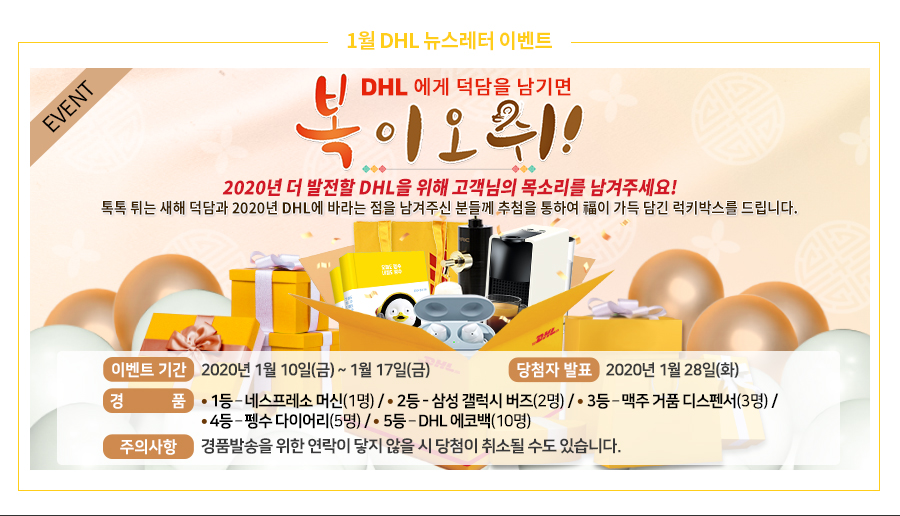 1월 DHL 뉴스레터 이벤트
EVENT
DHL 에게 덕담을 남기면
복이오쥐!
2020년 더 발전할 DHL을 위해 고객님의 목소리를 남겨주세요!
톡톡 튀는 새해 덕담과 2020년 DHL에 바라는 점을 남겨주신 분들께 추첨을 통하여 福이 가득 담긴 럭키박스를 드립니다.
DHL
이벤트 기간 2020년 1월 10일(금) ~ 1월 17일(금) 당첨자 발표 2020년 1월 28일(화)
경 품 • 1등 – 네스프레소 머신(1명) / • 2등 - 삼성 갤럭시 버즈(2명) / • 3등 – 맥주 거품 디스펜서(3명) /
• 4등 – 펭수 다이어리(5명) / • 5등 – DHL 에코백(10명)
주의사항 경품발송을 위한 연락이 닿지 않을 시 당첨이 취소될 수도 있습니다.